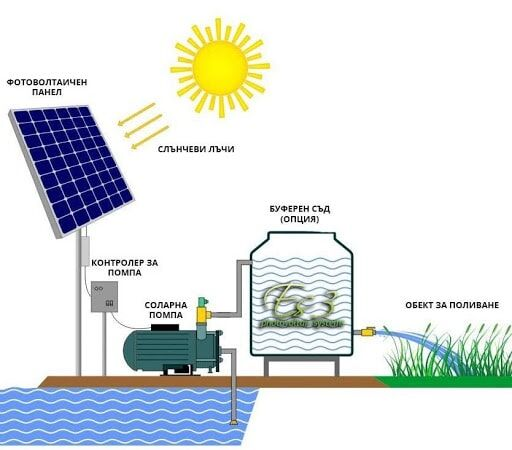 ФОТОВОЛТАИЧЕН
ПАНЕЛ
СЛЪНЧЕВИ ЛЪЧИ
БУФЕРЕН СЪД
(ОПЦИЯ)
КОНТРОЛЕР ЗА
ПОМПА
СОЛАРНА
ПОМПА
ОБЕКТ ЗА ПОЛИВАНЕ